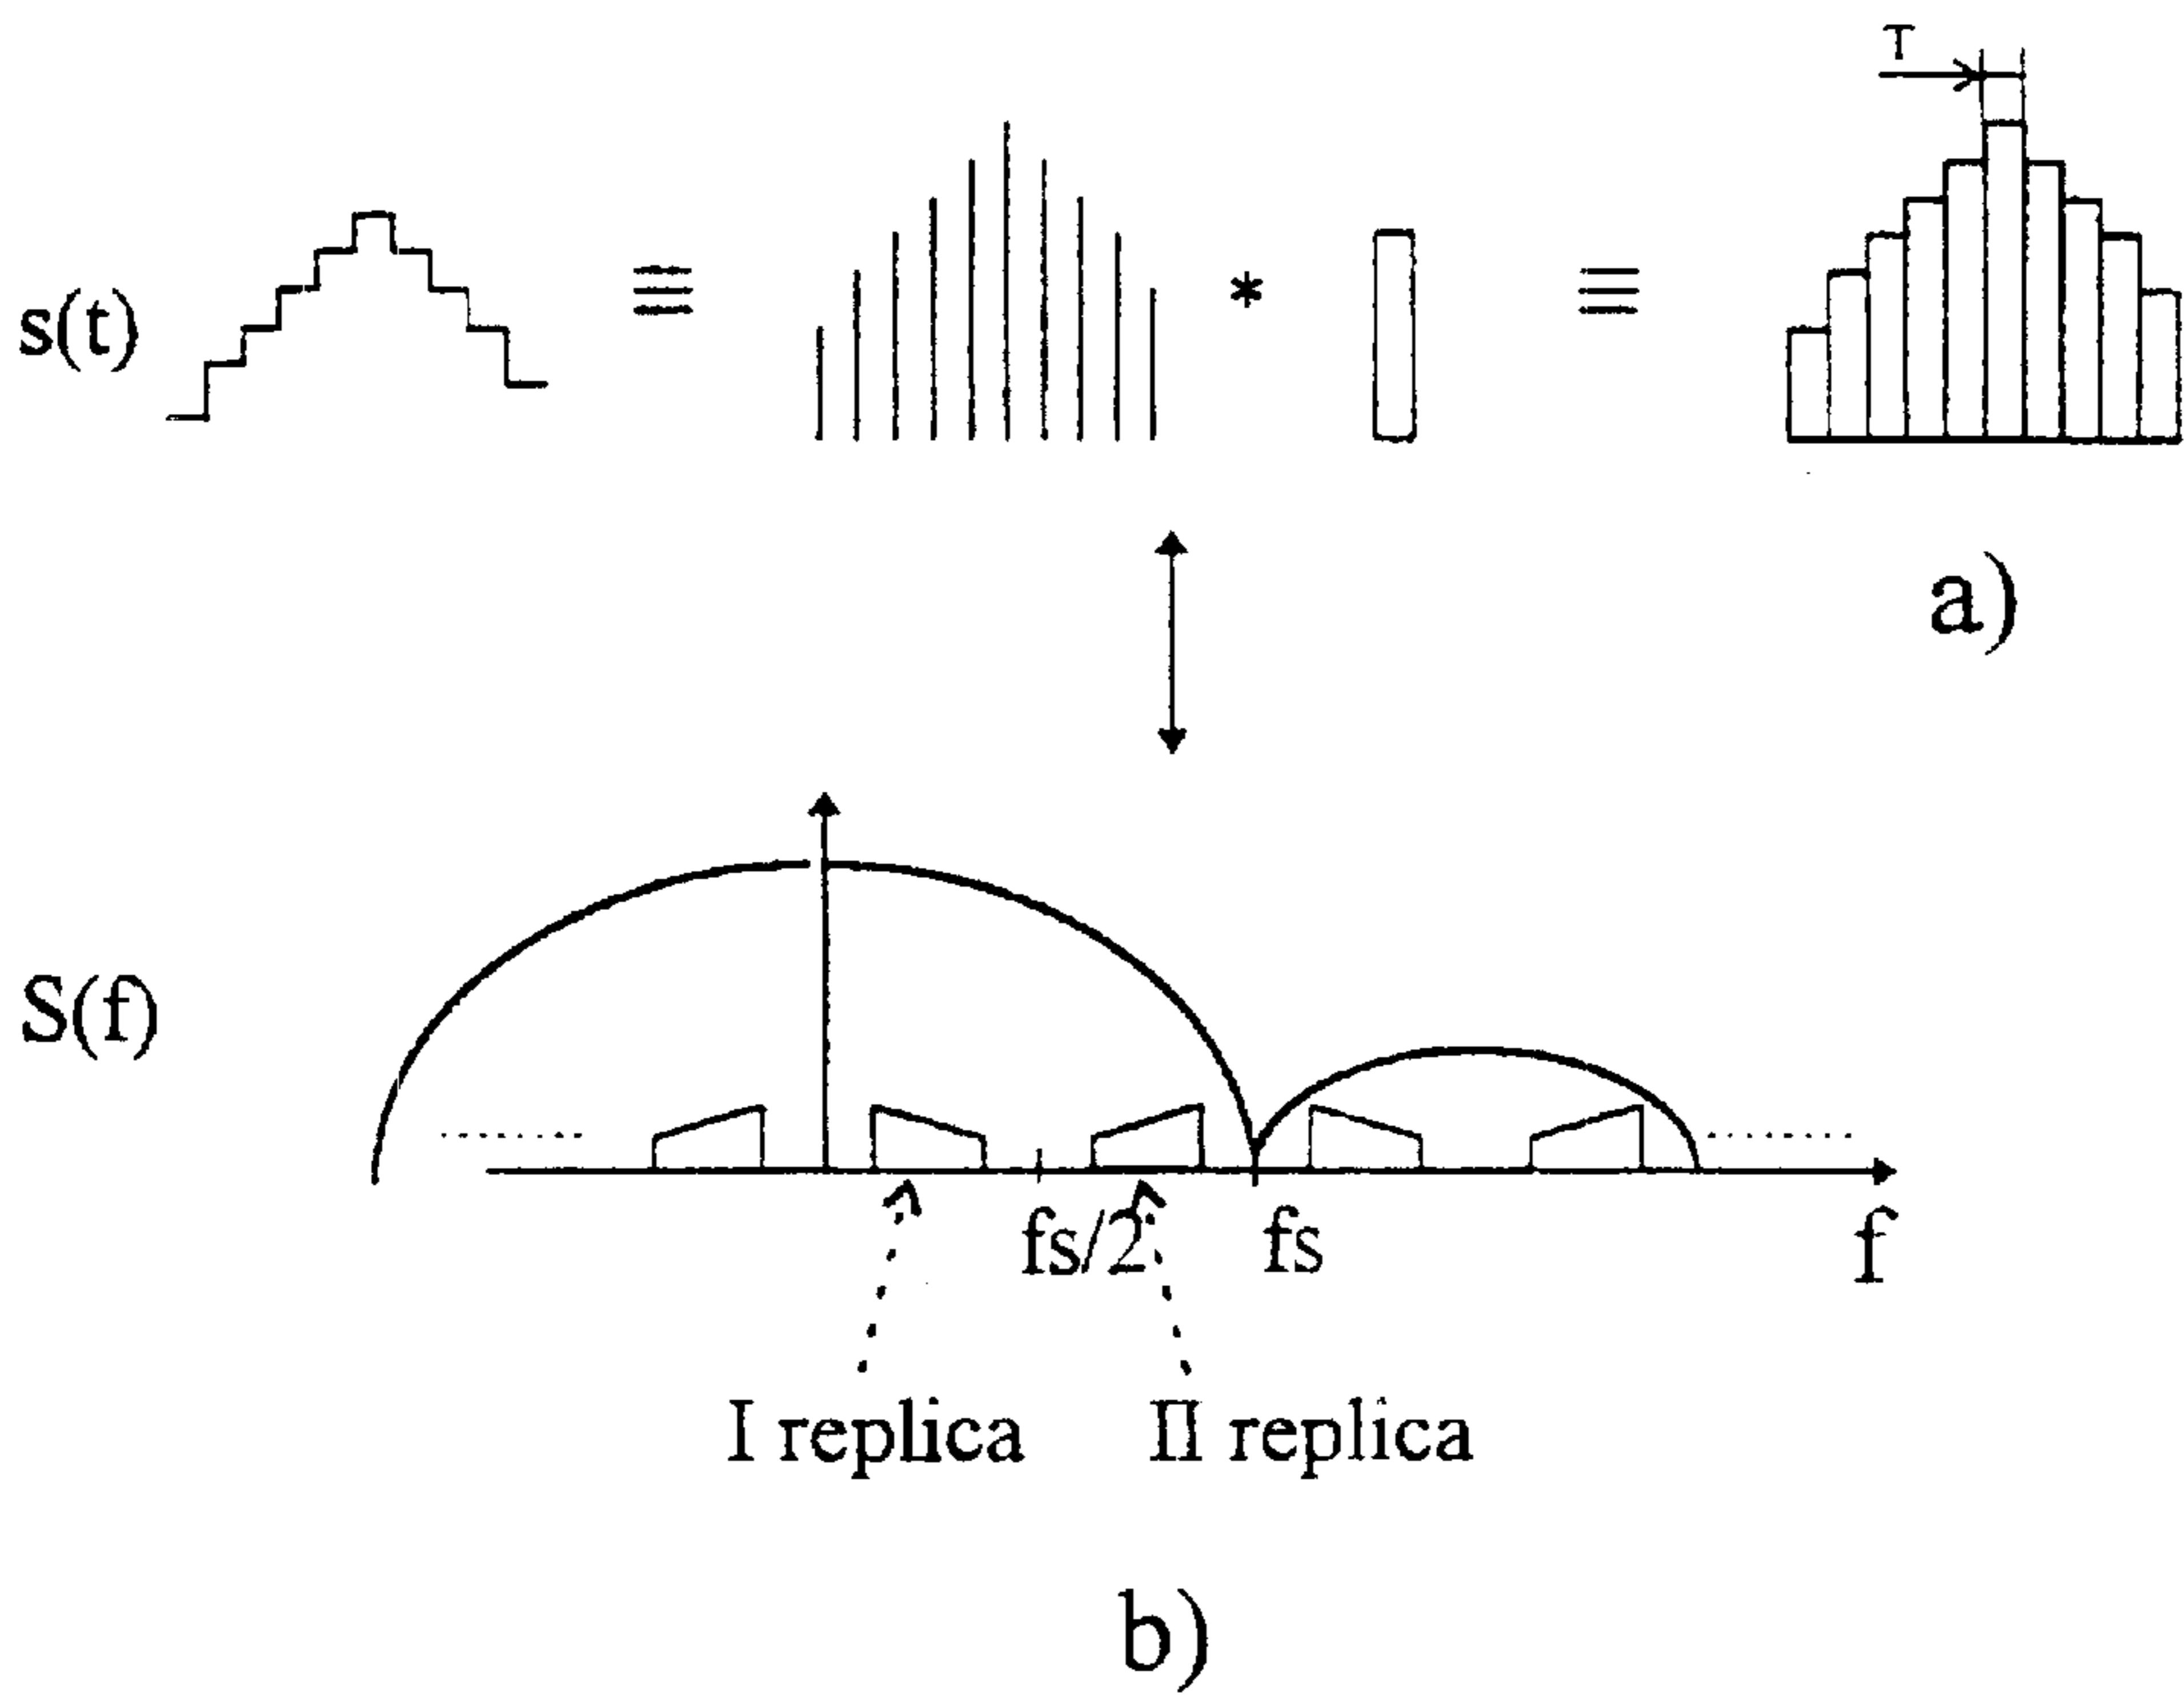 T
s(t) ≡ * ≡
a)
S(f)
fs/2 fs f
I replica II replica
b)